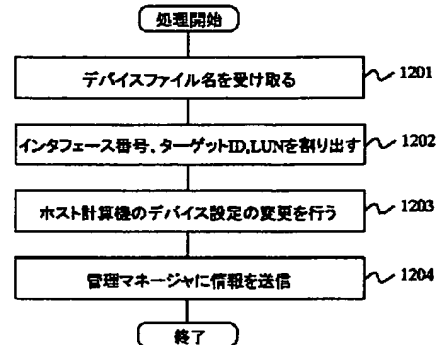 処理開始
デバイスファイル名を受け取る
1201
インタフェース番号、ターゲットID,LUNを割り出す
1202
ホスト計算機のデバイス設定の変更を行う
1203
管理マネージャに情報を送信
1204
終了